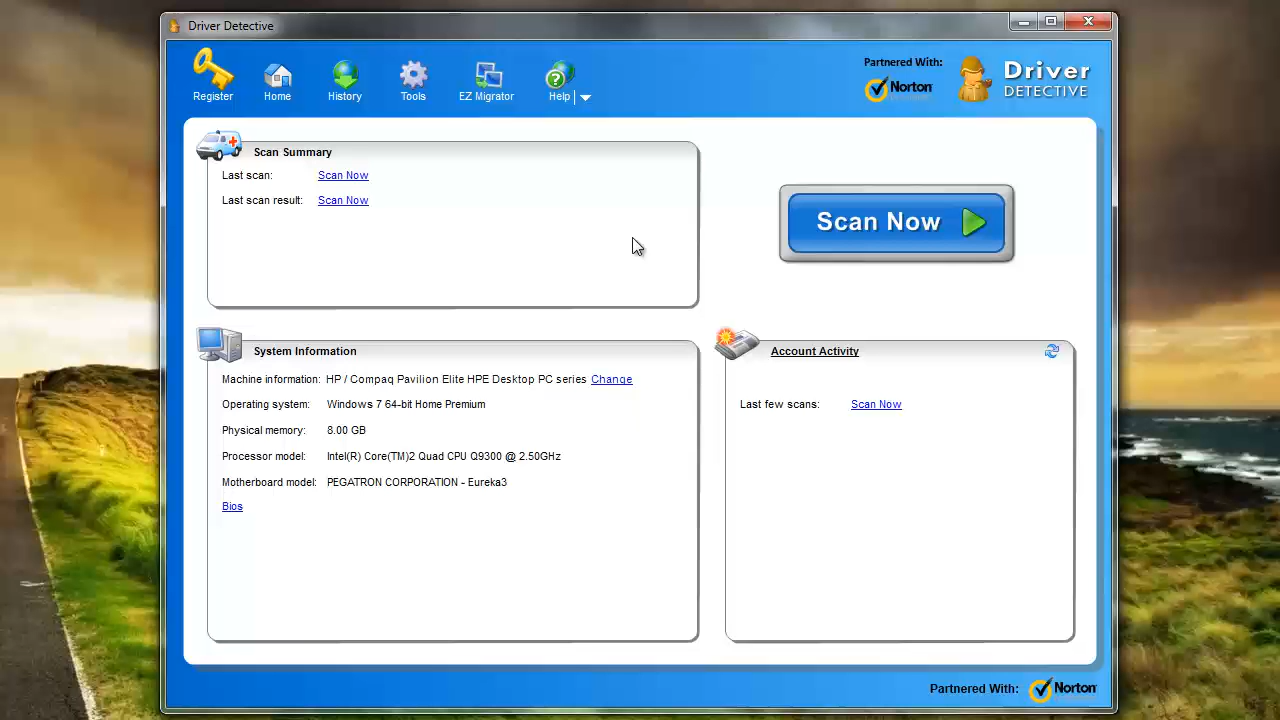 Driver Detective
Register
Home
History
Tools
EZ Migrator
Help
Partnered With:
Norton
Driver
DETECTIVE
Scan Summary
Last scan: Scan Now
Last scan result: Scan Now
Scan Now
System Information
Machine information: HP / Compaq Pavilion Elite HPE Desktop PC series Change
Operating system: Windows 7 64-bit Home Premium
Physical memory: 8.00 GB
Processor model: Intel(R) Core(TM)2 Quad CPU Q9300 @ 2.50GHz
Motherboard model: PEGATRON CORPORATION - Eureka3
Bios
Account Activity
Last few scans: Scan Now
Partnered With: Norton